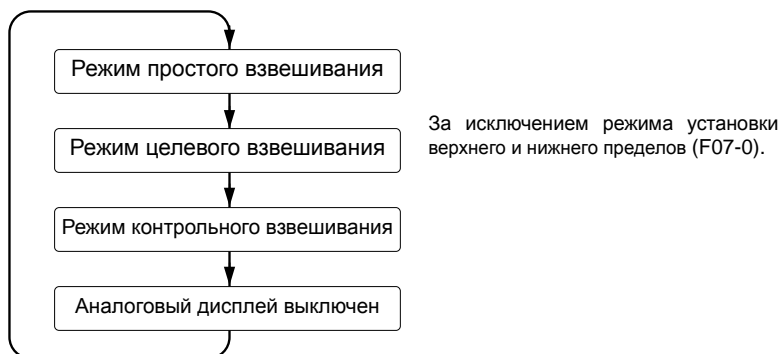 Режим простого взвешивания
Режим целевого взвешивания
За исключением режима установки
верхнего и нижнего пределов (F07-0).
Режим контрольного взвешивания
Аналоговый дисплей выключен